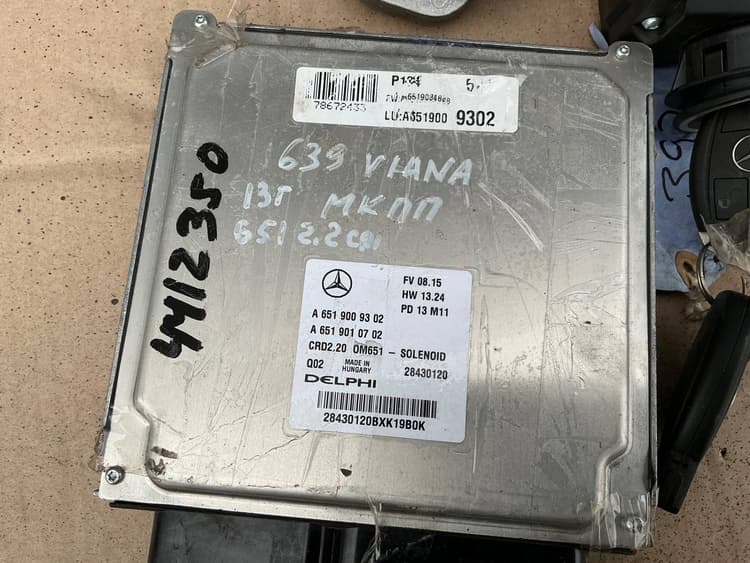 78672433
LU:A651900 9302
639 VIANA
13г МКПП
651 2.2 cdi
4412350
FV 08.15
HW 13.24
PD 13 M11
A 651 900 93 02
A 651 901 07 02
CRD2.20 OM651 – SOLENOID
Q02 MADE IN HUNGARY 28430120
DELPHI
28430120BXK19B0K